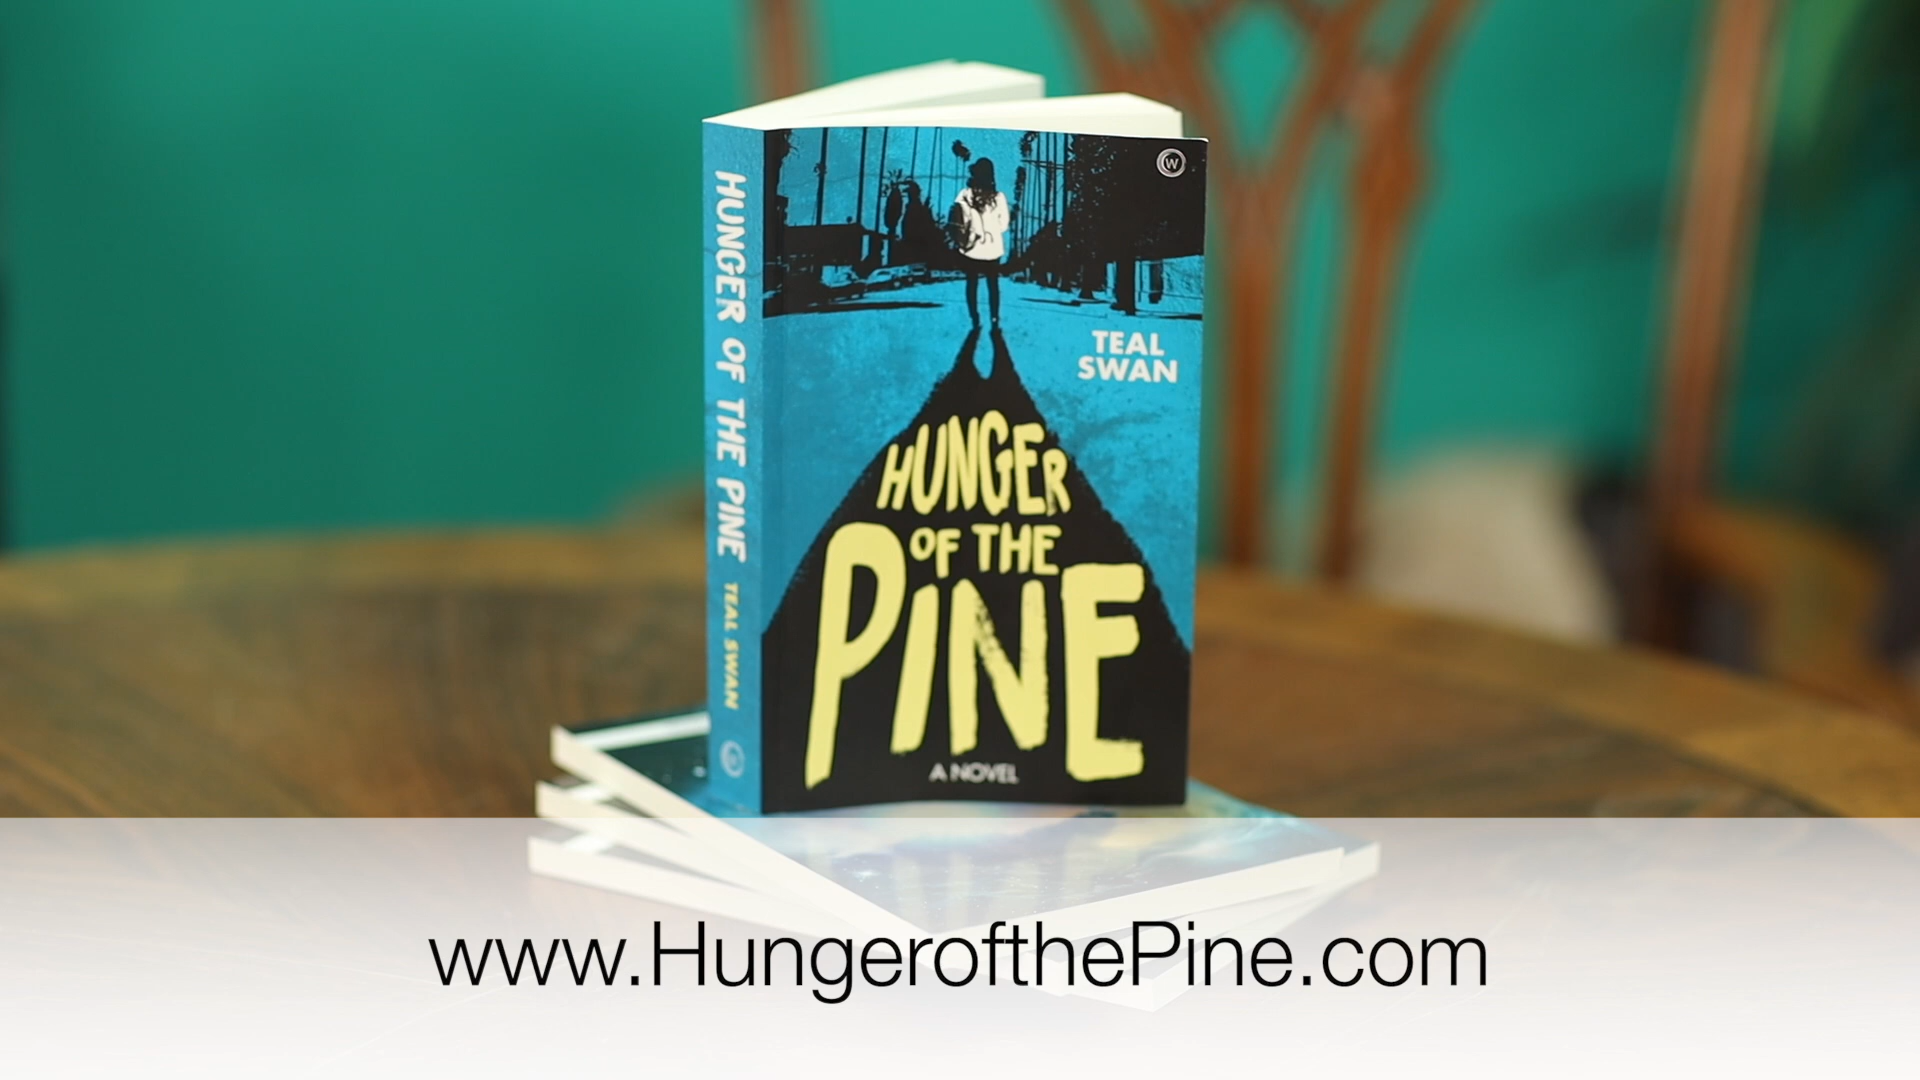 HUNGER OF THE PINE TEAL SWAN
W
TEAL
SWAN
HUNGER
OF THE
PINE
A NOVEL
www.HungerofthePine.com